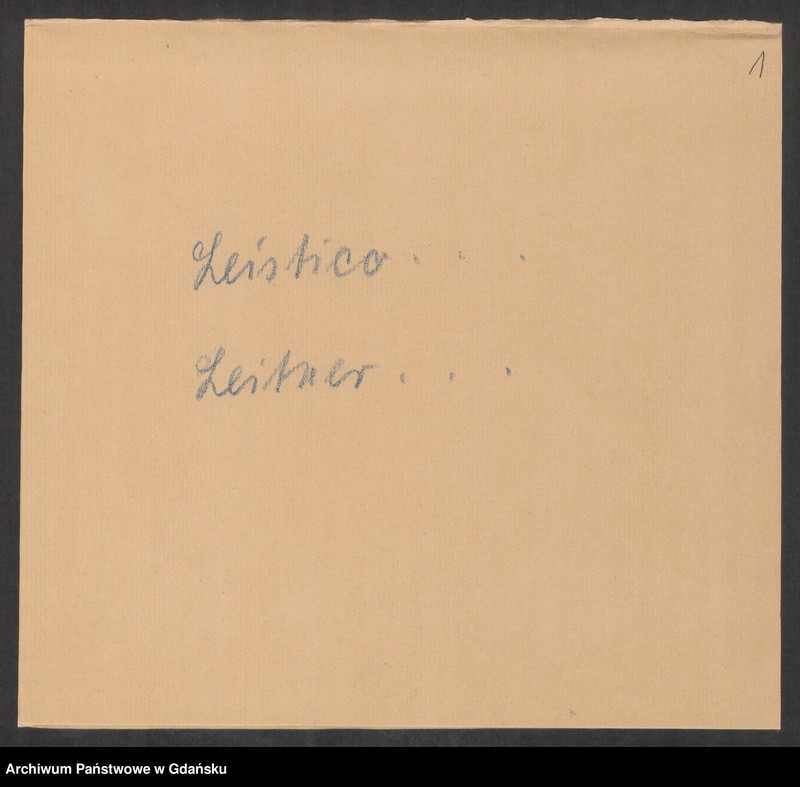 1
Leistico . . .
Leitner . . .
Archiwum Państwowe w Gdańsku